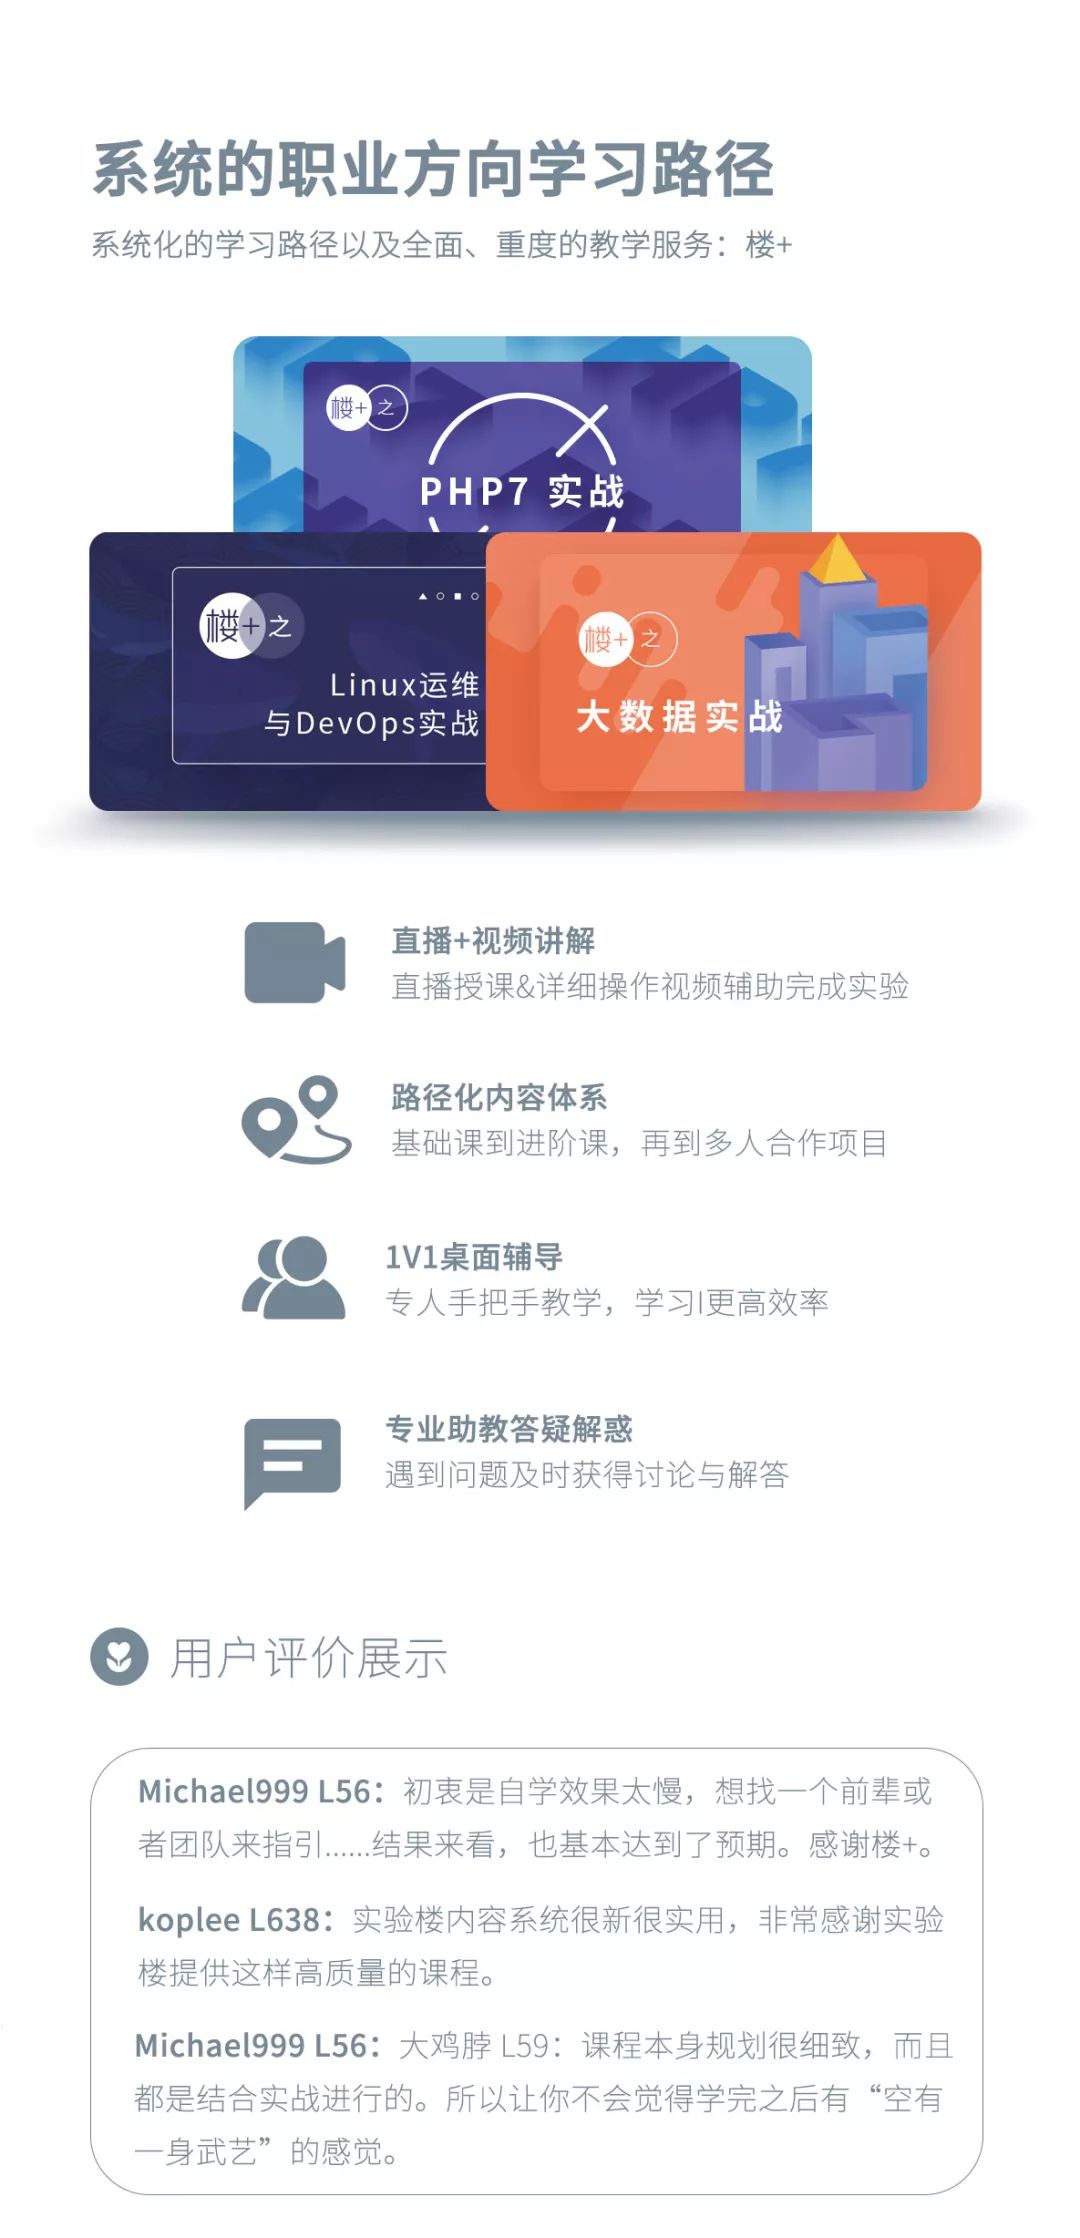 系统的职业方向学习路径
系统化的学习路径以及全面、重度的教学服务：楼+
楼+ 之
PHP7 实战
楼+ 之
Linux运维
与DevOps实战
楼+ 之
大数据实战
直播+视频讲解
直播授课&详细操作视频辅助完成实验
路径化内容体系
基础课到进阶课，再到多人合作项目
1V1桌面辅导
专人手把手教学，学习I更高效率
专业助教答疑解惑
遇到问题及时获得讨论与解答
用户评价展示
Michael999 L56：初衷是自学效果太慢，想找一个前辈或
者团队来指引......结果来看，也基本达到了预期。感谢楼+。
koplee L638：实验楼内容系统很新很实用，非常感谢实验
楼提供这样高质量的课程。
Michael999 L56：大鸡脖 L59：课程本身规划很细致，而且
都是结合实战进行的。所以让你不会觉得学完之后有“空有
一身武艺”的感觉。